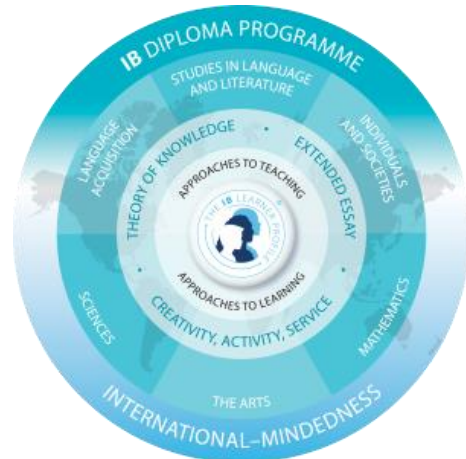 IB DIPLOMA PROGRAMME
STUDIES IN LANGUAGE
AND LITERATURE
LANGUAGE
ACQUISITION
INDIVIDUALS
AND SOCIETIES
THEORY OF KNOWLEDGE
•
EXTENDED ESSAY
•
APPROACHES TO TEACHING
THE IB LEARNER PROFILE
APPROACHES TO LEARNING
•
CREATIVITY, ACTIVITY, SERVICE
SCIENCES
MATHEMATICS
THE ARTS
INTERNATIONAL–MINDEDNESS